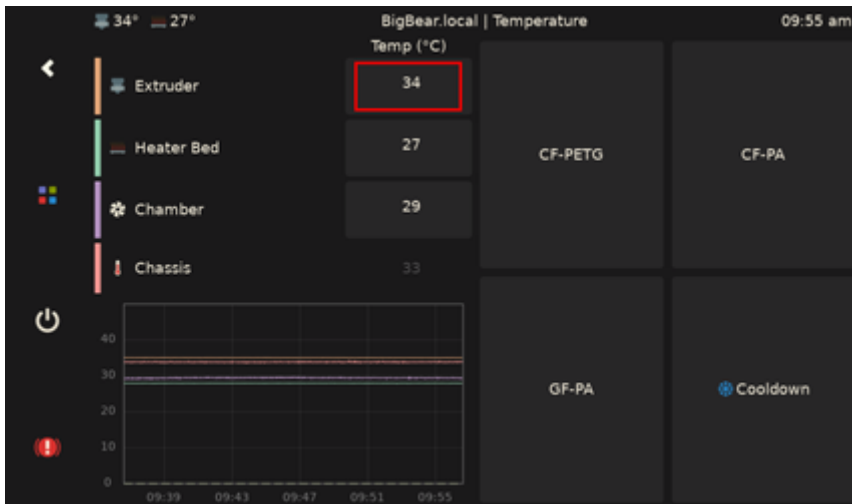 34° 27° BigBear.local | Temperature 09:55 am
Temp (°C)
Extruder 34
Heater Bed 27
CF-PETG CF-PA
Chamber 29
Chassis 33
40
30
20
10
0
09:39 09:43 09:47 09:51 09:55
GF-PA Cooldown